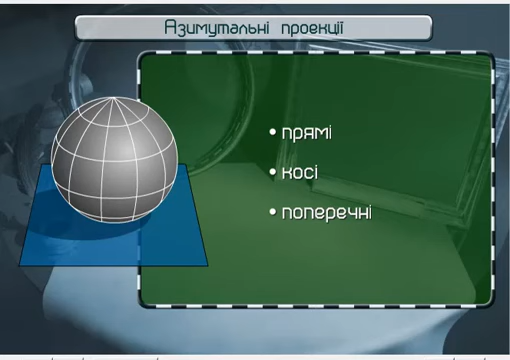 Азимутальні проекції
• прямі
• косі
• поперечні